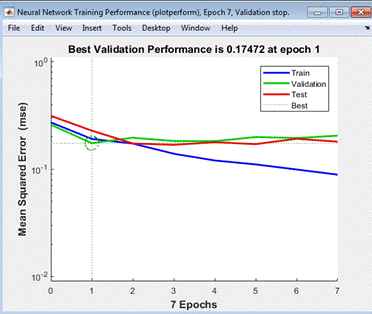 Neural Network Training Performance (plotperform), Epoch 7, Validation stop.
File Edit View Insert Tools Desktop Window Help
Best Validation Performance is 0.17472 at epoch 1
Mean Squared Error (mse)
10^0
10^-1
10^-2
Train
Validation
Test
Best
0 1 2 3 4 5 6 7
7 Epochs